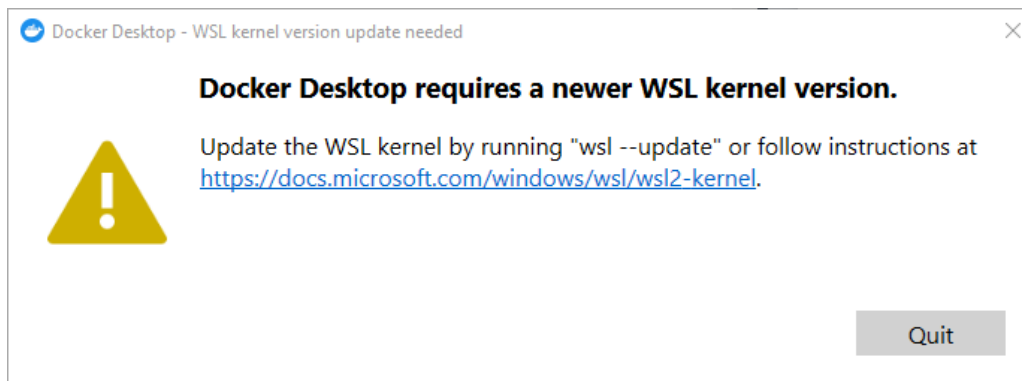 Docker Desktop - WSL kernel version update needed
Docker Desktop requires a newer WSL kernel version.
Update the WSL kernel by running "wsl --update" or follow instructions at
https://docs.microsoft.com/windows/wsl/wsl2-kernel.
Quit